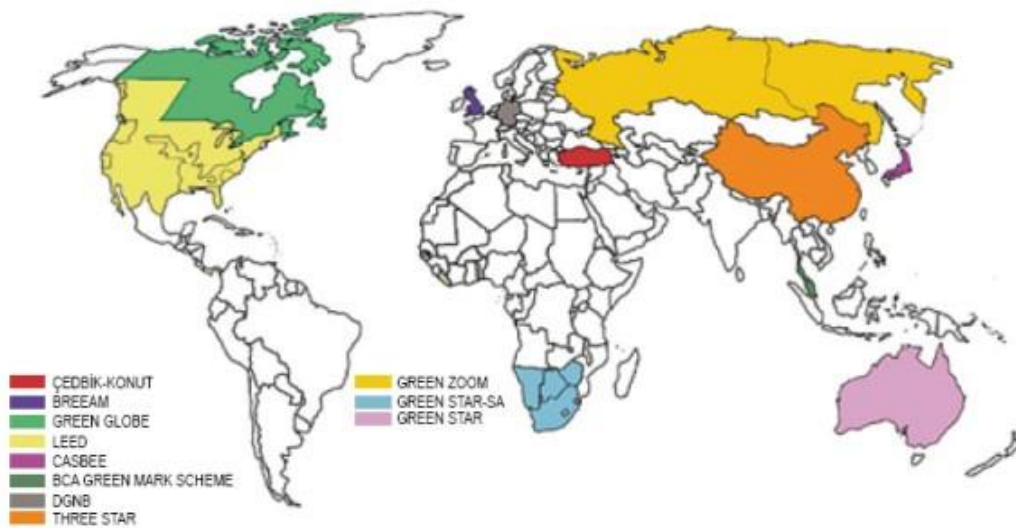 ÇEDBİK-KONUT
BREEAM
GREEN GLOBE
LEED
CASBEE
BCA GREEN MARK SCHEME
DGNB
THREE STAR
GREEN ZOOM
GREEN STAR-SA
GREEN STAR